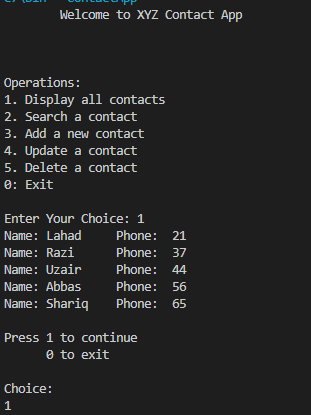 Welcome to XYZ Contact App
Operations:
1. Display all contacts
2. Search a contact
3. Add a new contact
4. Update a contact
5. Delete a contact
0: Exit
Enter Your Choice: 1
Name: Lahad     Phone:  21
Name: Razi      Phone:  37
Name: Uzair     Phone:  44
Name: Abbas     Phone:  56
Name: Shariq    Phone:  65
Press 1 to continue
0 to exit
Choice:
1